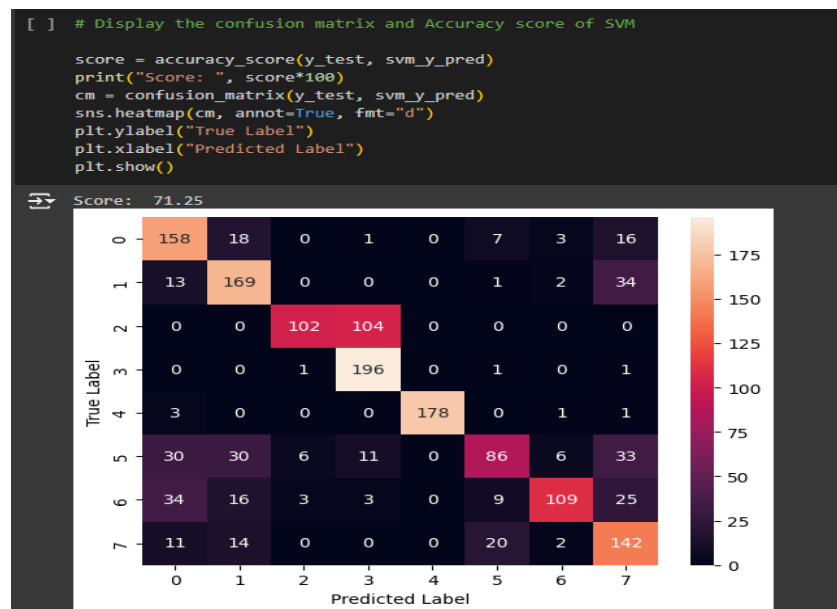 [ ] # Display the confusion matrix and Accuracy score of SVM
score = accuracy_score(y_test, svm_y_pred)
print("Score: ", score*100)
cm = confusion_matrix(y_test, svm_y_pred)
sns.heatmap(cm, annot=True, fmt="d")
plt.ylabel("True Label")
plt.xlabel("Predicted Label")
plt.show()
Score:  71.25
0 158 18 0 1 0 7 3 16
1 13 169 0 0 0 1 2 34
2 0 0 102 104 0 0 0 0
3 0 0 1 196 0 1 0 1
4 3 0 0 0 178 0 1 1
5 30 30 6 11 0 86 6 33
6 34 16 3 3 0 9 109 25
7 11 14 0 0 0 20 2 142
0 1 2 3 4 5 6 7
True Label
Predicted Label
175
150
125
100
75
50
25
0